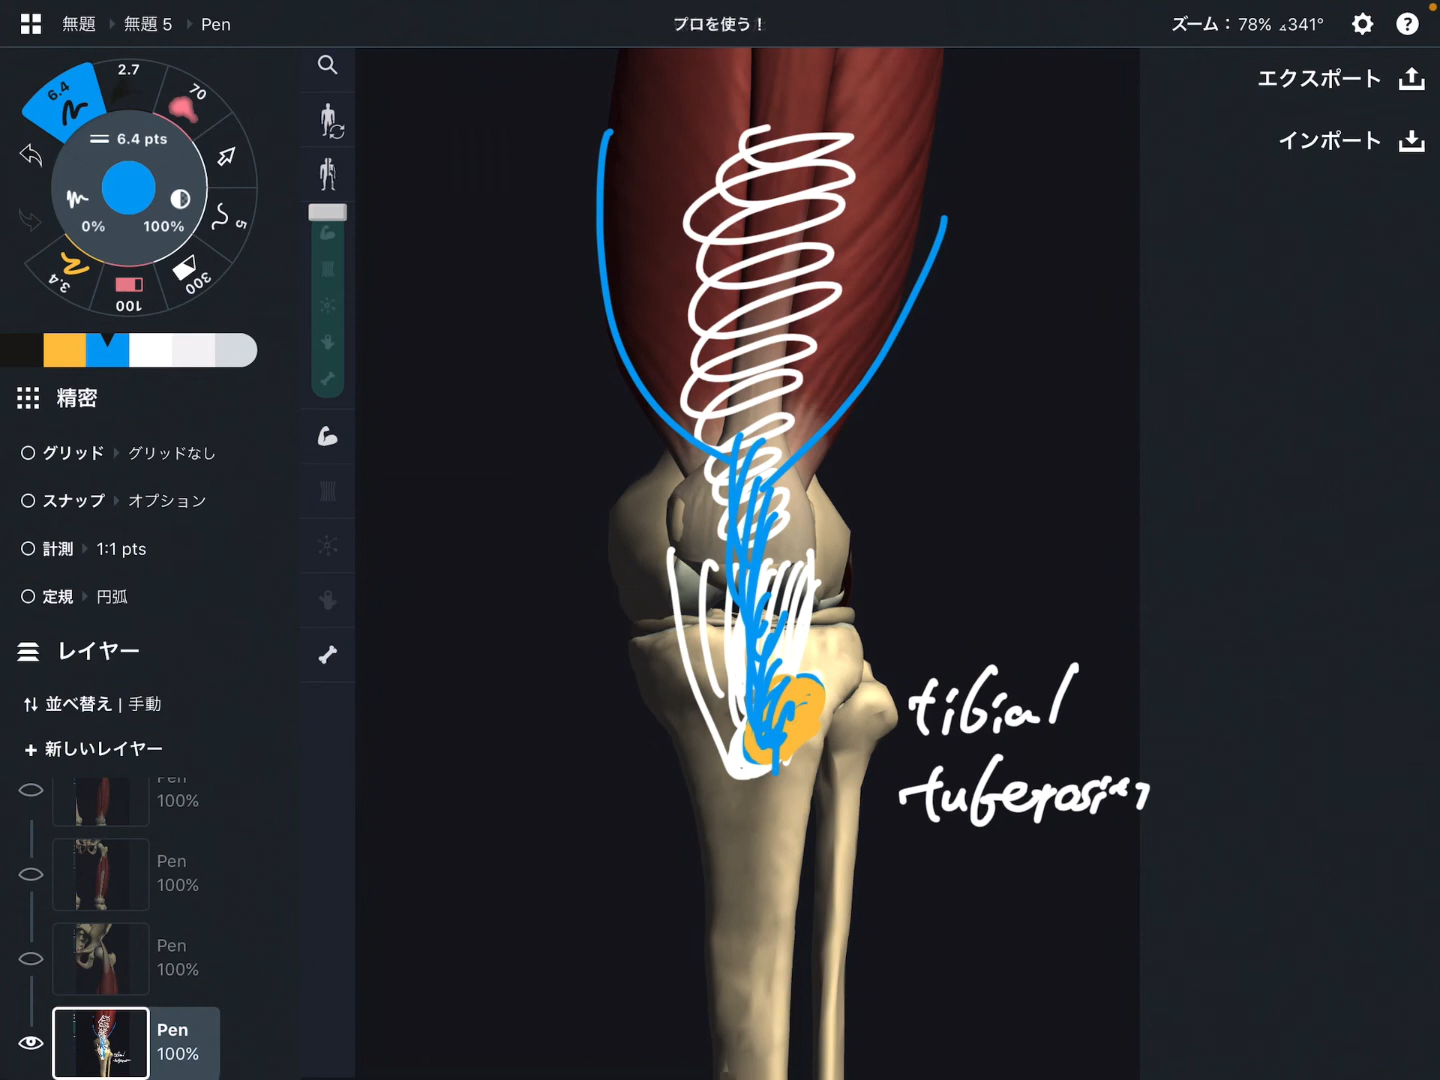 無題 無題 5 Pen
プロを使う！
ズーム： 78% ⊿341°
エクスポート
インポート
6.4
2.7
70
5
300
100
3.4
6.4 pts
0% 100%
精密
グリッド グリッドなし
スナップ オプション
計測 1:1 pts
定規 円弧
レイヤー
並べ替え | 手動
+ 新しいレイヤー
Pen
100%
Pen
100%
Pen
100%
Pen
100%
tibial
tuberosity